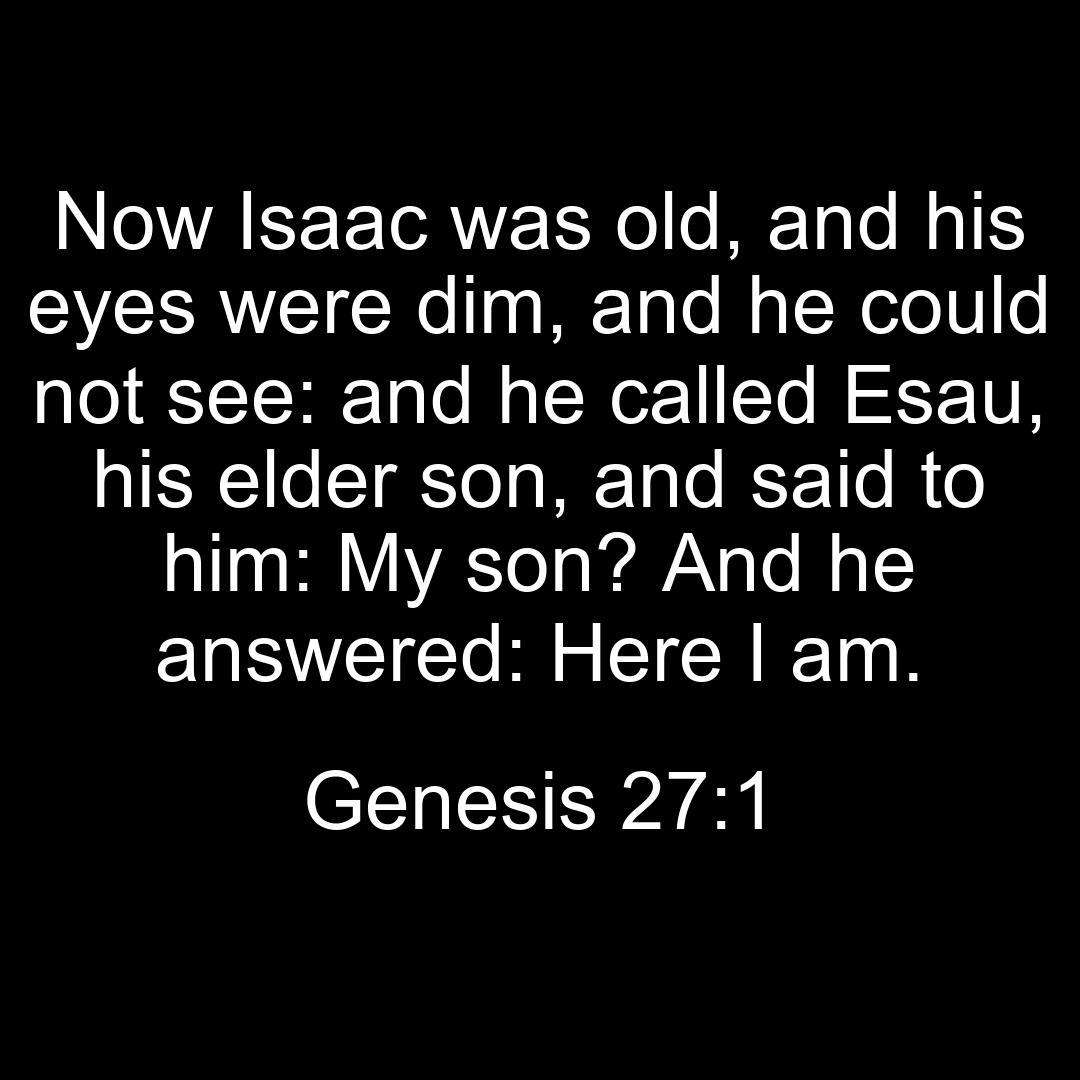 Now Isaac was old, and his
eyes were dim, and he could
not see: and he called Esau,
his elder son, and said to
him: My son? And he
answered: Here I am.
Genesis 27:1